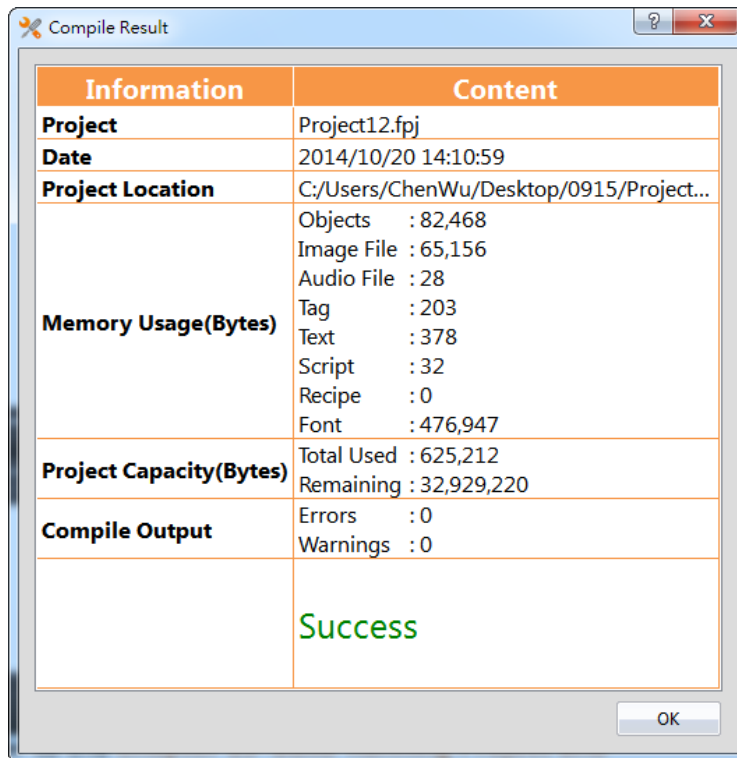 Compile Result
Information Content
Project Project12.fpj
Date 2014/10/20 14:10:59
Project Location C:/Users/ChenWu/Desktop/0915/Project...
Memory Usage(Bytes)
Objects : 82,468
Image File : 65,156
Audio File : 28
Tag : 203
Text : 378
Script : 32
Recipe : 0
Font : 476,947
Project Capacity(Bytes)
Total Used : 625,212
Remaining : 32,929,220
Compile Output
Errors : 0
Warnings : 0
Success
OK